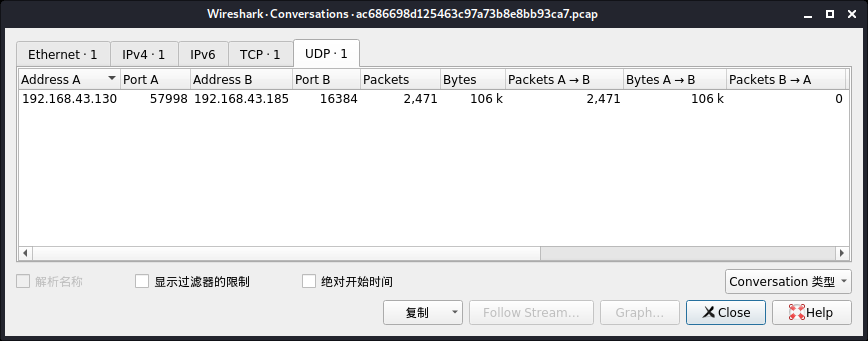 Wireshark · Conversations · ac686698d125463c97a73b8e8bb93ca7.pcap
Ethernet · 1 IPv4 · 1 IPv6 TCP · 1 UDP · 1
Address A Port A Address B Port B Packets Bytes Packets A → B Bytes A → B Packets B → A
192.168.43.130 57998 192.168.43.185 16384 2,471 106 k 2,471 106 k 0
解析名称 显示过滤器的限制 绝对开始时间 Conversation 类型
复制 Follow Stream... Graph... Close Help